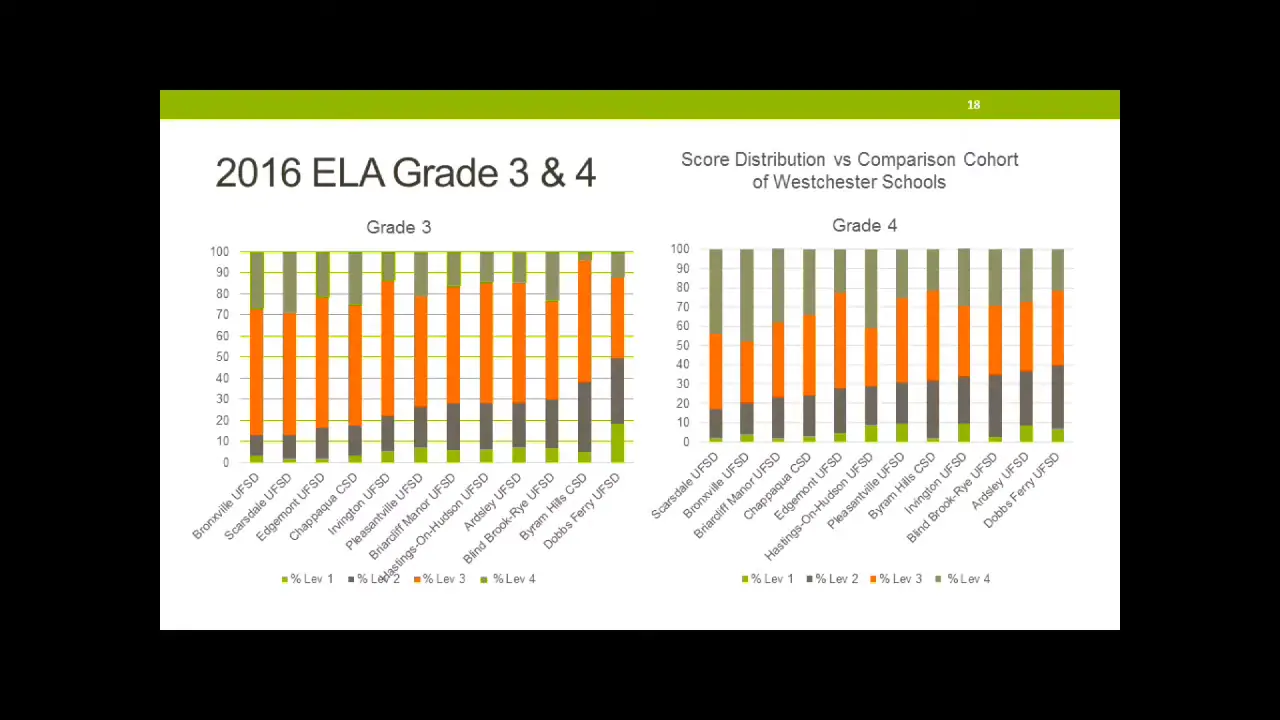 18
2016 ELA Grade 3 & 4
Score Distribution vs Comparison Cohort
of Westchester Schools
Grade 3
100
90
80
70
60
50
40
30
20
10
0
Bronxville UFSD
Scarsdale UFSD
Edgemont UFSD
Chappaqua CSD
Irvington UFSD
Pleasantville UFSD
Briarcliff Manor UFSD
Hastings-On-Hudson UFSD
Ardsley UFSD
Blind Brook-Rye UFSD
Byram Hills CSD
Dobbs Ferry UFSD
% Lev 1 % Lev 2 % Lev 3 % Lev 4
Grade 4
100
90
80
70
60
50
40
30
20
10
0
Scarsdale UFSD
Bronxville UFSD
Briarcliff Manor UFSD
Chappaqua CSD
Edgemont UFSD
Hastings-On-Hudson UFSD
Pleasantville UFSD
Byram Hills CSD
Irvington UFSD
Blind Brook-Rye UFSD
Ardsley UFSD
Dobbs Ferry UFSD
% Lev 1 % Lev 2 % Lev 3 % Lev 4